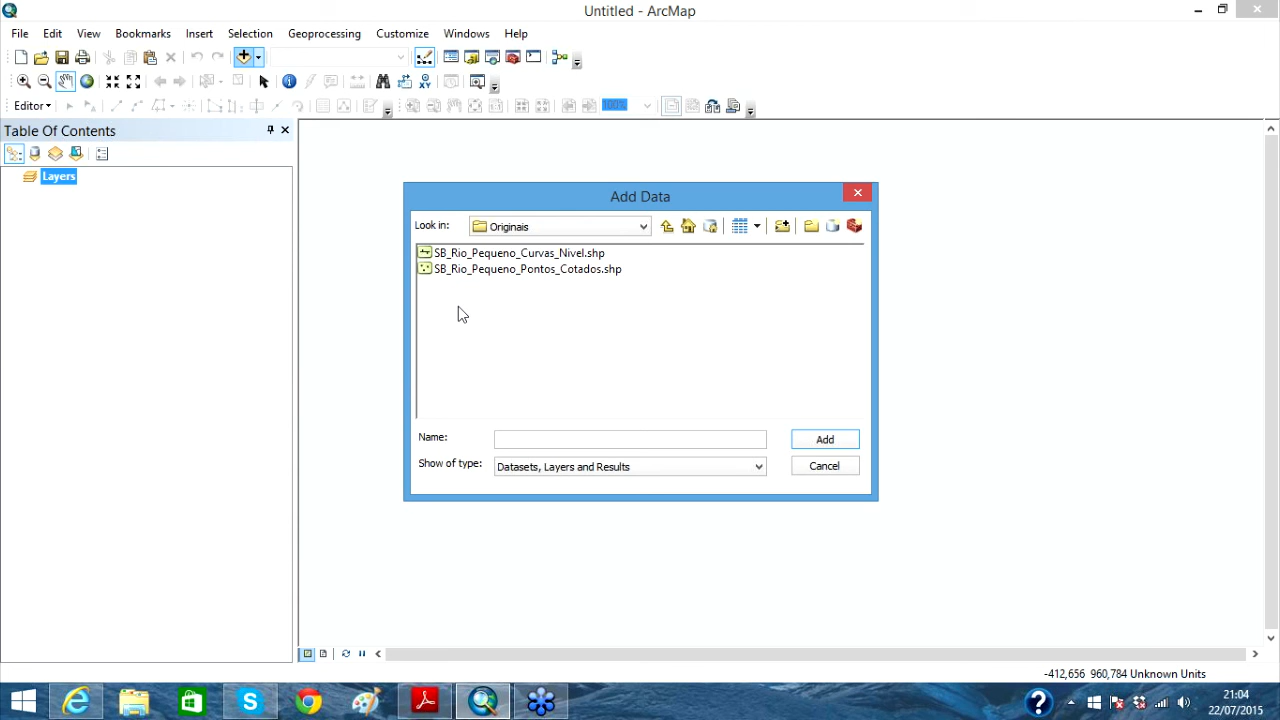 Untitled - ArcMap
File Edit View Bookmarks Insert Selection Geoprocessing Customize Windows Help
Editor 100%
Table Of Contents
Layers
Add Data
Look in: Originais
SB_Rio_Pequeno_Curvas_Nivel.shp
SB_Rio_Pequeno_Pontos_Cotados.shp
Name: Add
Show of type: Datasets, Layers and Results Cancel
-412,656 960,784 Unknown Units
21:04
22/07/2015